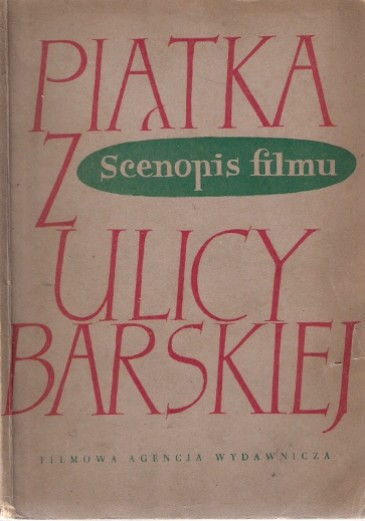 PIĄTKA
Z
Scenopis filmu
ULICY
BARSKIEJ
FILMOWA AGENCJA WYDAWNICZA